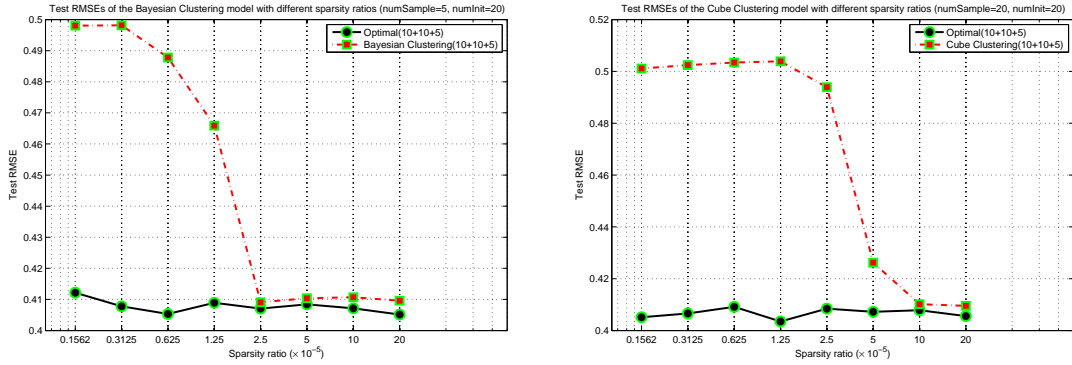 Test RMSEs of the Bayesian Clustering model with different sparsity ratios (numSample=5, numInit=20)
0.5
0.49
0.48
0.47
0.46
0.45
0.44
0.43
0.42
0.41
0.4
Test RMSE
Optimal(10+10+5)
Bayesian Clustering(10+10+5)
0.1562 0.3125 0.625 1.25 2.5 5 10 20
Sparsity ratio (× 10⁻⁵)
Test RMSEs of the Cube Clustering model with different sparsity ratios (numSample=20, numInit=20)
0.52
0.5
0.48
0.46
0.44
0.42
0.4
Test RMSE
Optimal(10+10+5)
Cube Clustering(10+10+5)
0.1562 0.3125 0.625 1.25 2.5 5 10 20
Sparsity ratio (× 10⁻⁵)